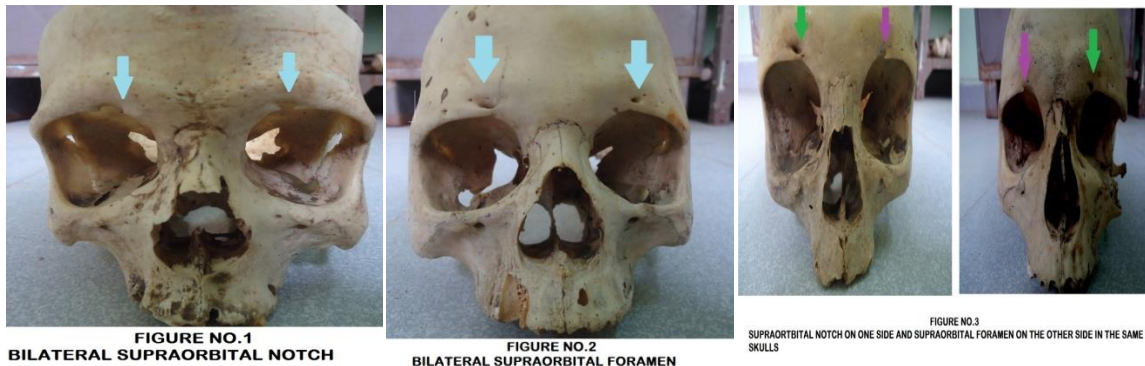 FIGURE NO.1
BILATERAL SUPRAORBITAL NOTCH
FIGURE NO.2
BILATERAL SUPRAORBITAL FORAMEN
FIGURE NO.3
SUPRAORTBITAL NOTCH ON ONE SIDE AND SUPRAORBITAL FORAMEN ON THE OTHER SIDE IN THE SAME
SKULLS